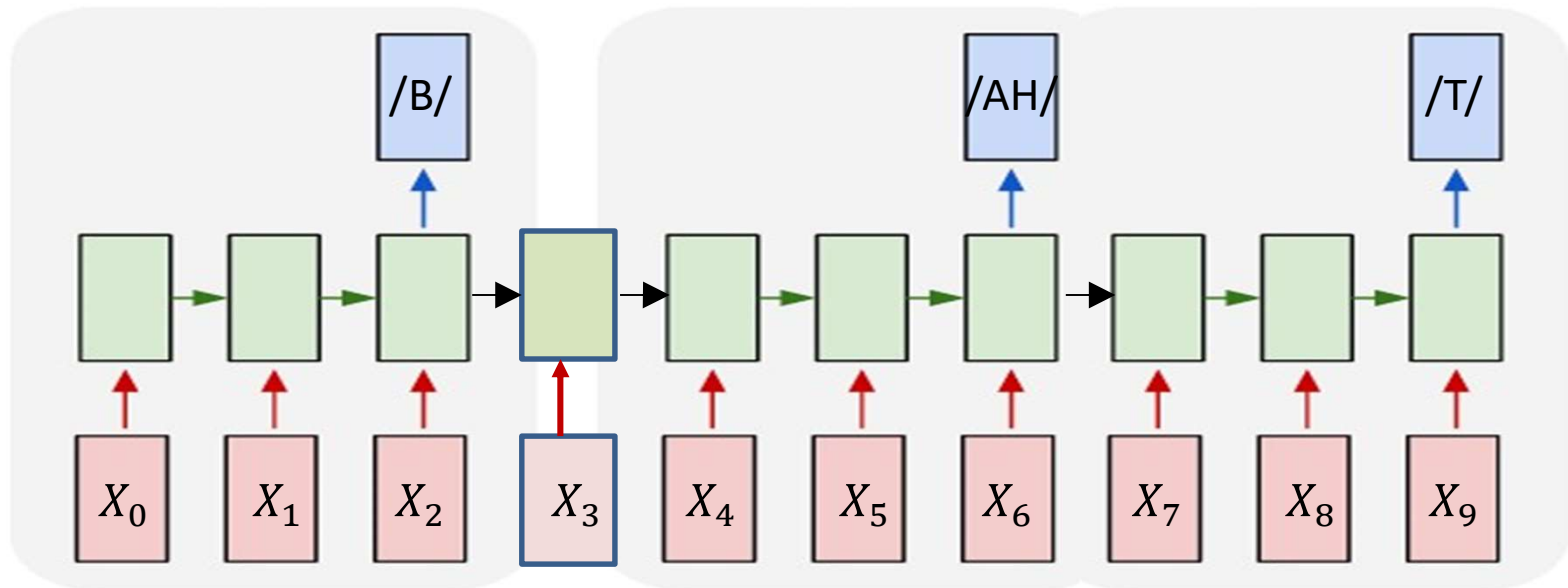 /B/ /AH/ /T/
X₀ X₁ X₂ X₃ X₄ X₅ X₆ X₇ X₈ X₉